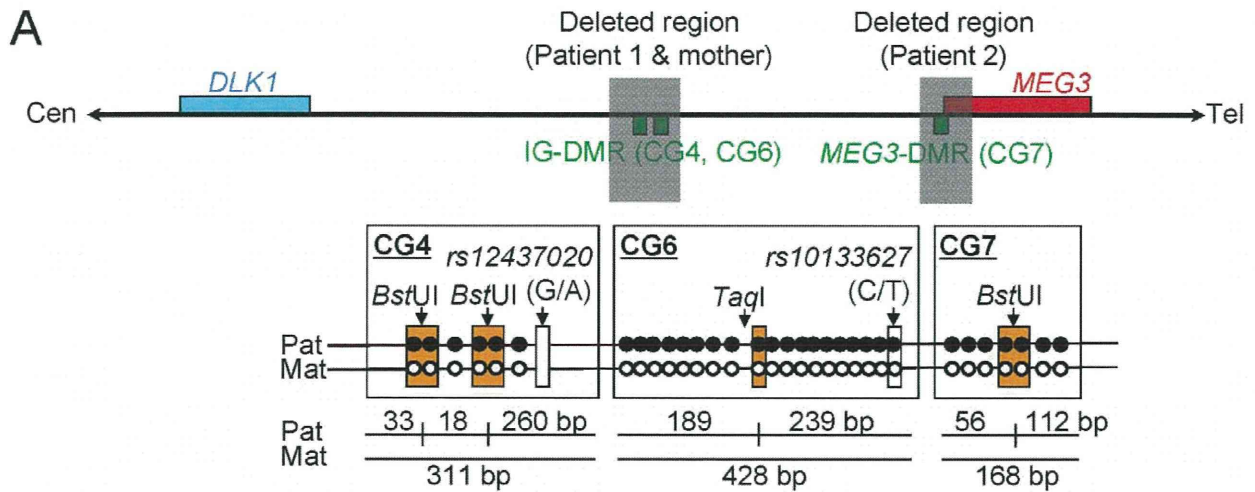 A
Deleted region
(Patient 1 & mother)
Deleted region
(Patient 2)
DLK1
MEG3
Cen
Tel
IG-DMR (CG4, CG6)
MEG3-DMR (CG7)
CG4
rs12437020
(G/A)
BstUI BstUI
CG6
rs10133627
(C/T)
TaqI
CG7
BstUI
Pat
Mat
Pat 33 18 260 bp 189 239 bp 56 112 bp
Mat
311 bp 428 bp 168 bp